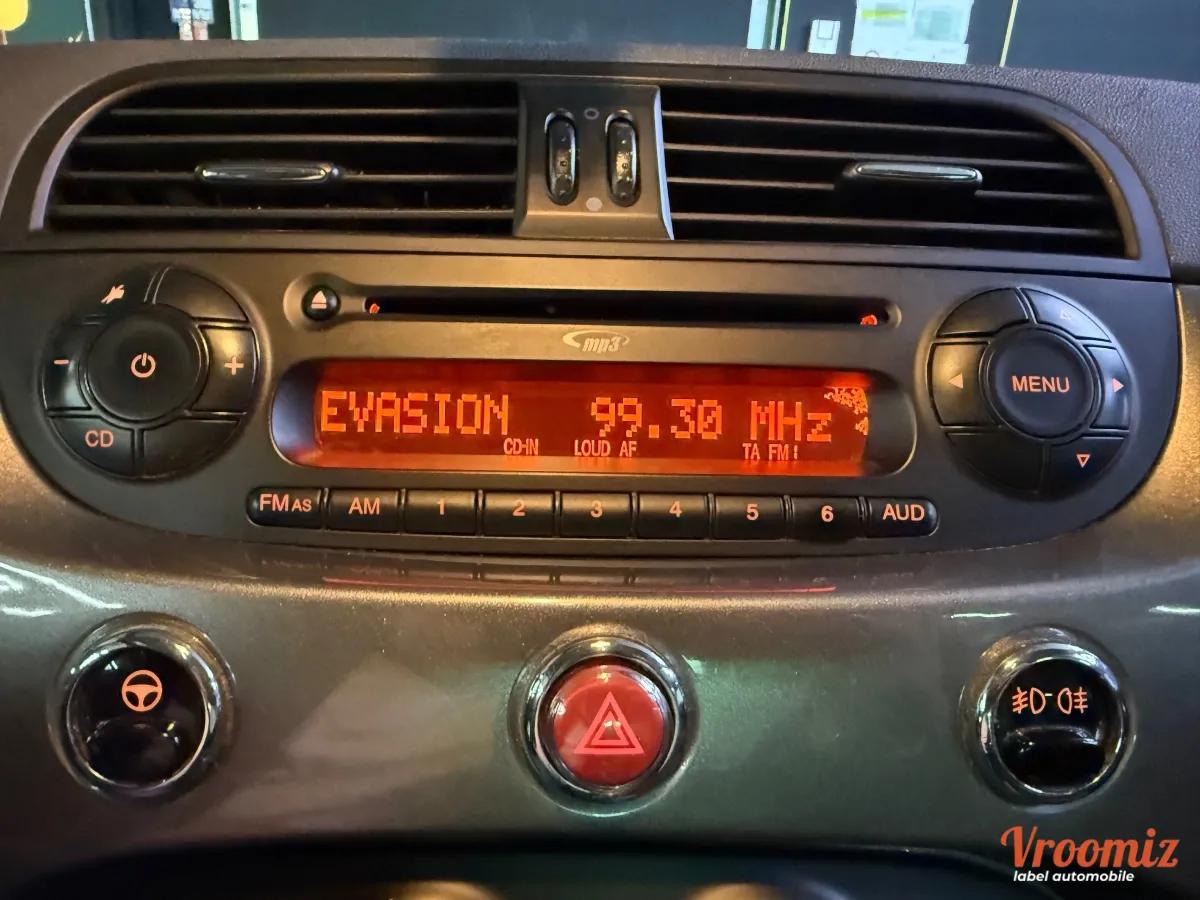 mp3
EVASION 99.30 MHz
CD-IN LOUD AF TA FM1
- +
CD
MENU
FM AS AM 1 2 3 4 5 6 AUD
Vroomiz
label automobile